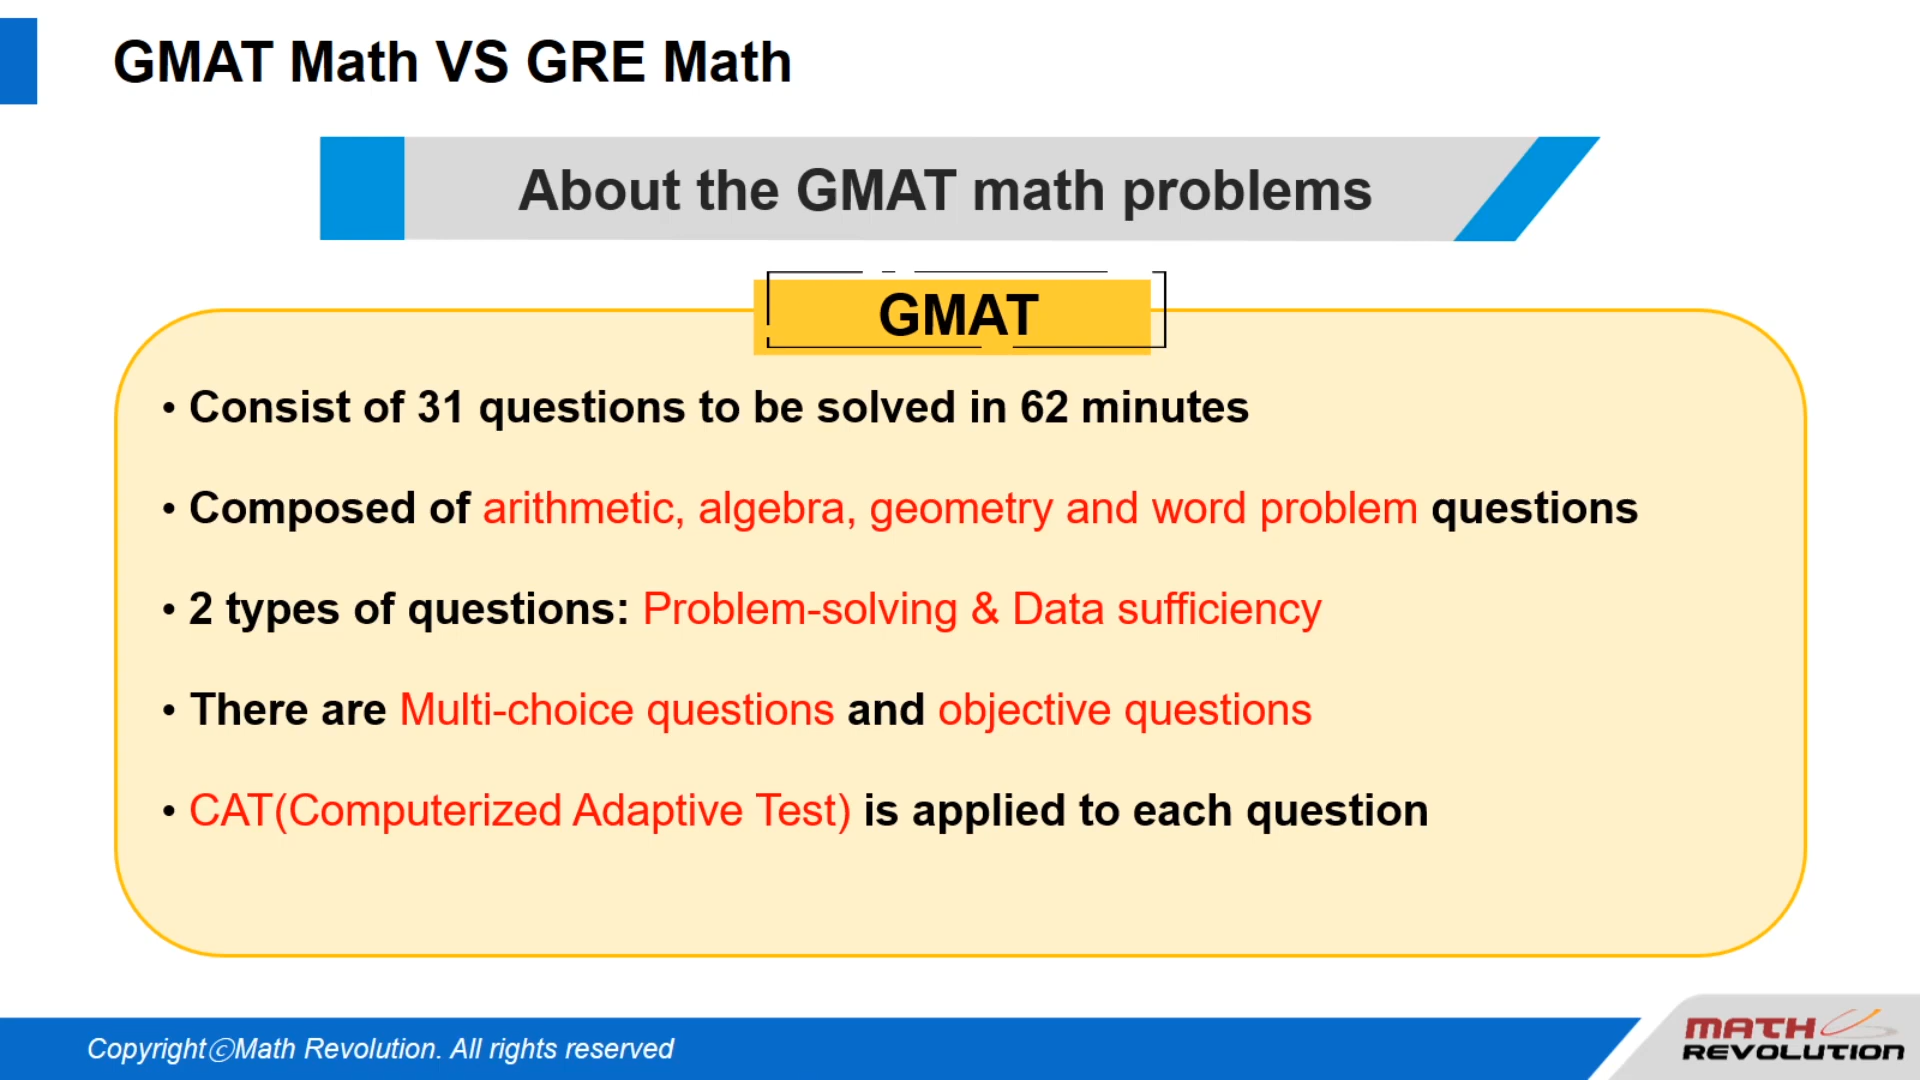 GMAT Math VS GRE Math
About the GMAT math problems
GMAT
• Consist of 31 questions to be solved in 62 minutes
• Composed of arithmetic, algebra, geometry and word problem questions
• 2 types of questions: Problem-solving & Data sufficiency
• There are Multi-choice questions and objective questions
• CAT(Computerized Adaptive Test) is applied to each question
CopyrightⓒMath Revolution. All rights reserved
MATH
REVOLUTION